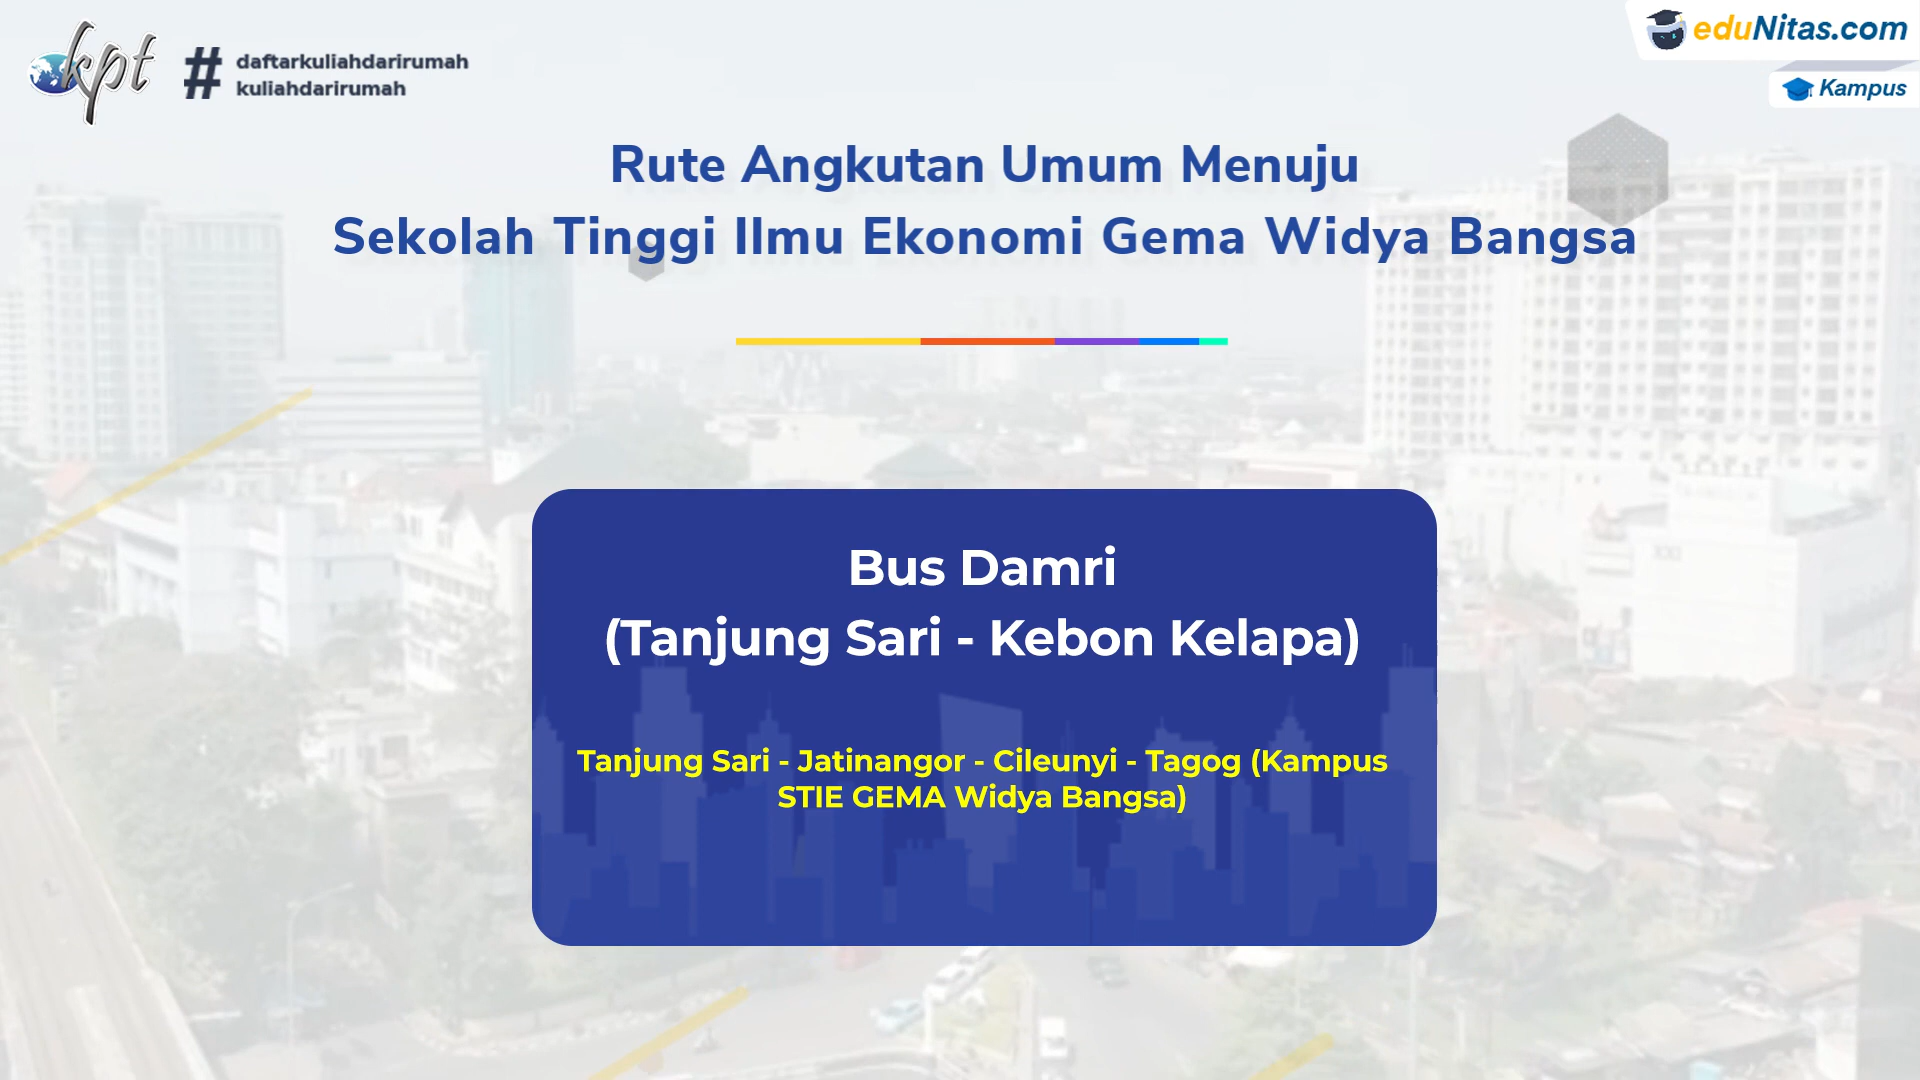 kpt
# daftarkuliahdarirumah
kuliahdarirumah
eduNitas.com
Kampus
Rute Angkutan Umum Menuju
Sekolah Tinggi Ilmu Ekonomi Gema Widya Bangsa
Bus Damri
(Tanjung Sari - Kebon Kelapa)
Tanjung Sari - Jatinangor - Cileunyi - Tagog (Kampus
STIE GEMA Widya Bangsa)